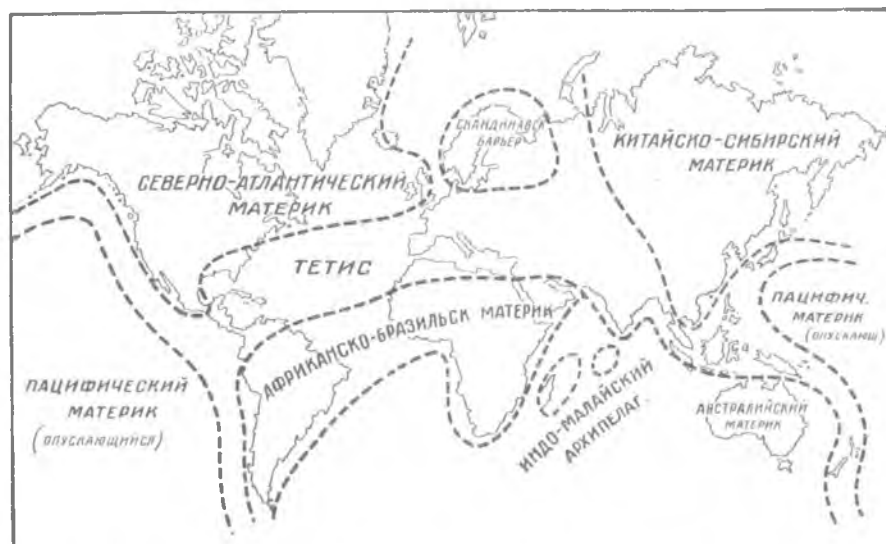 СКАНДИНАВСК
БАРЬЕР
КИТАЙСКО-СИБИРСКИЙ
МАТЕРИК
СЕВЕРНО-АТЛАНТИЧЕСКИЙ
МАТЕРИК
ТЕТИС
ПАЦИФИЧ.
МАТЕРИК
(ОПУСКАЮЩ)
АФРИКАНСКО-БРАЗИЛЬСК МАТЕРИК
ПАЦИФИЧЕСКИЙ
МАТЕРИК
(ОПУСКАЮЩИЙСЯ)
ИНДО-МАЛАЙСКИЙ
АРХИПЕЛАГ.
АВСТРАЛИЙСКИЙ
МАТЕРИК